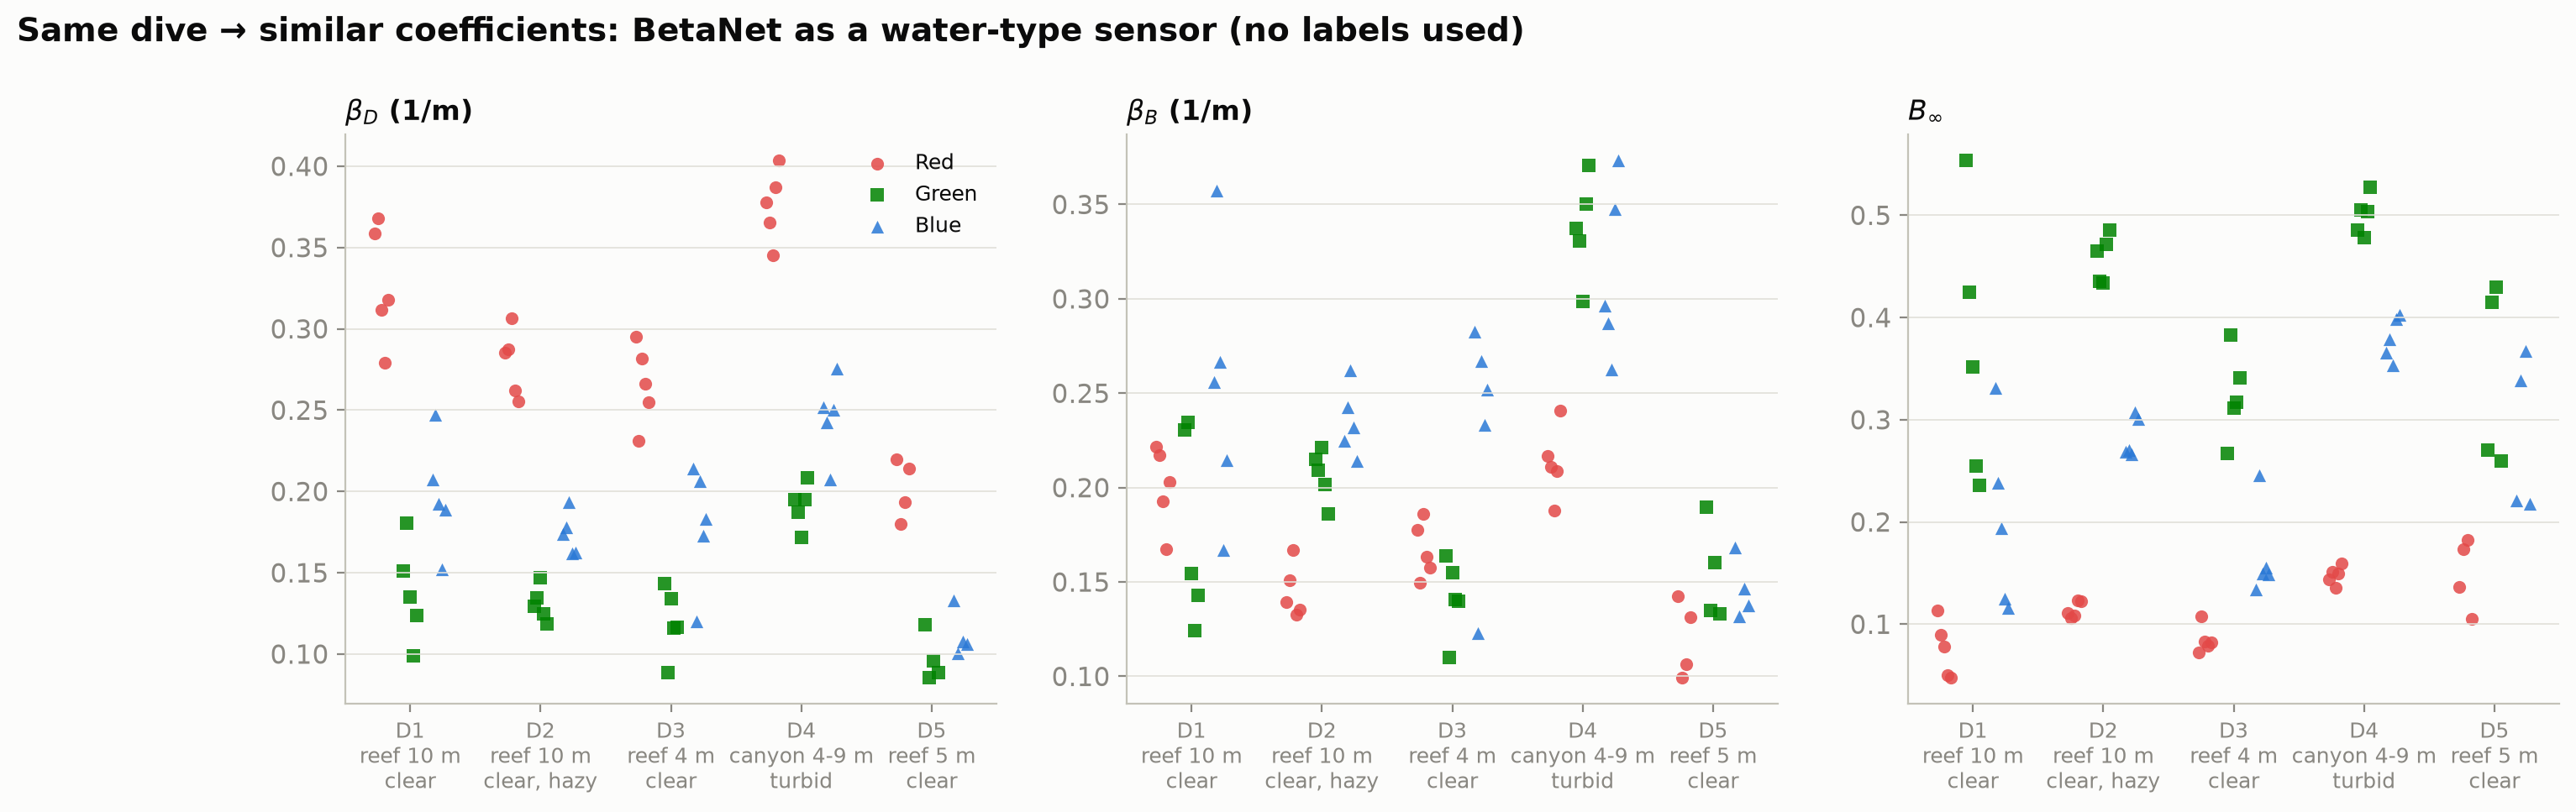 Same dive → similar coefficients: BetaNet as a water-type sensor (no labels used)
β_D (1/m)
0.40
0.35
0.30
0.25
0.20
0.15
0.10
Red
Green
Blue
D1 D2 D3 D4 D5
reef 10 m reef 10 m reef 4 m canyon 4-9 m reef 5 m
clear clear, hazy clear turbid clear
β_B (1/m)
0.35
0.30
0.25
0.20
0.15
0.10
D1 D2 D3 D4 D5
reef 10 m reef 10 m reef 4 m canyon 4-9 m reef 5 m
clear clear, hazy clear turbid clear
B_∞
0.5
0.4
0.3
0.2
0.1
D1 D2 D3 D4 D5
reef 10 m reef 10 m reef 4 m canyon 4-9 m reef 5 m
clear clear, hazy clear turbid clear